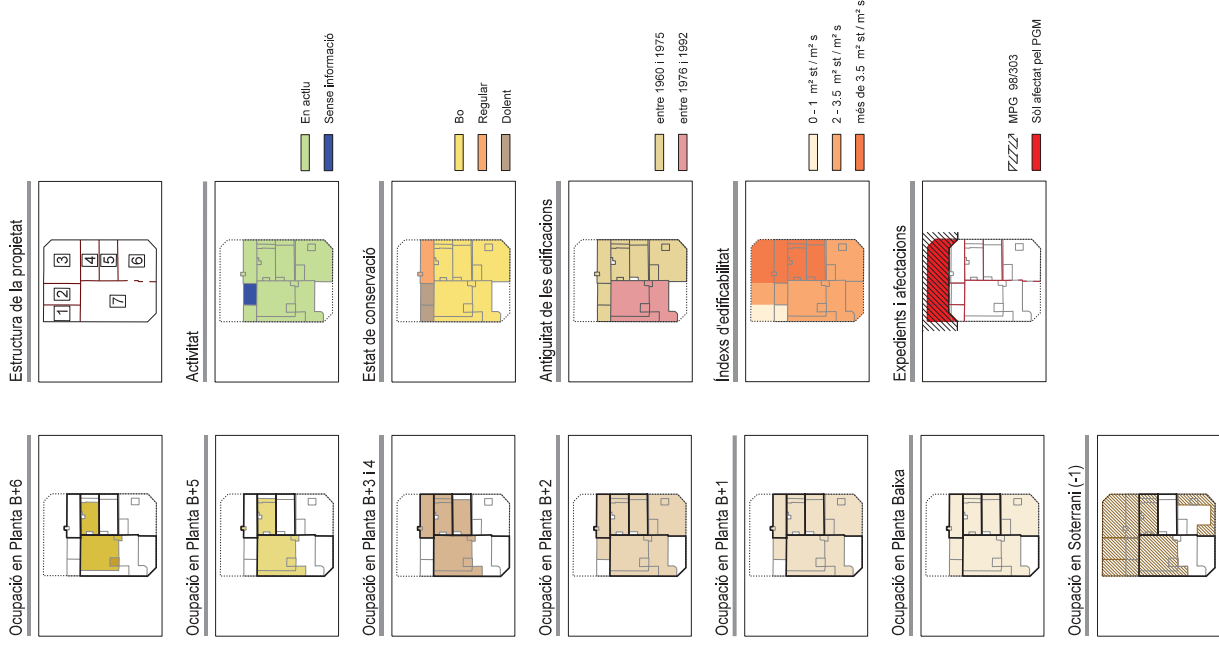 Estructura de la propietat
1
2
3
4
5
6
7
Activitat
En actiu
Sense informació
Estat de conservació
Bo
Regular
Dolent
Antiguitat de les edificacions
entre 1960 i 1975
entre 1976 i 1992
Índexs d'edificabilitat
0 - 1 m² st / m² s
2 - 3.5 m² st / m² s
més de 3.5 m² st / m² s
Expedients i afectacions
MPG 98/303
Sòl afectat pel PGM
Ocupació en Planta B+6
Ocupació en Planta B+5
Ocupació en Planta B+3 i 4
Ocupació en Planta B+2
Ocupació en Planta B+1
Ocupació en Planta Baixa
Ocupació en Soterrani (-1)